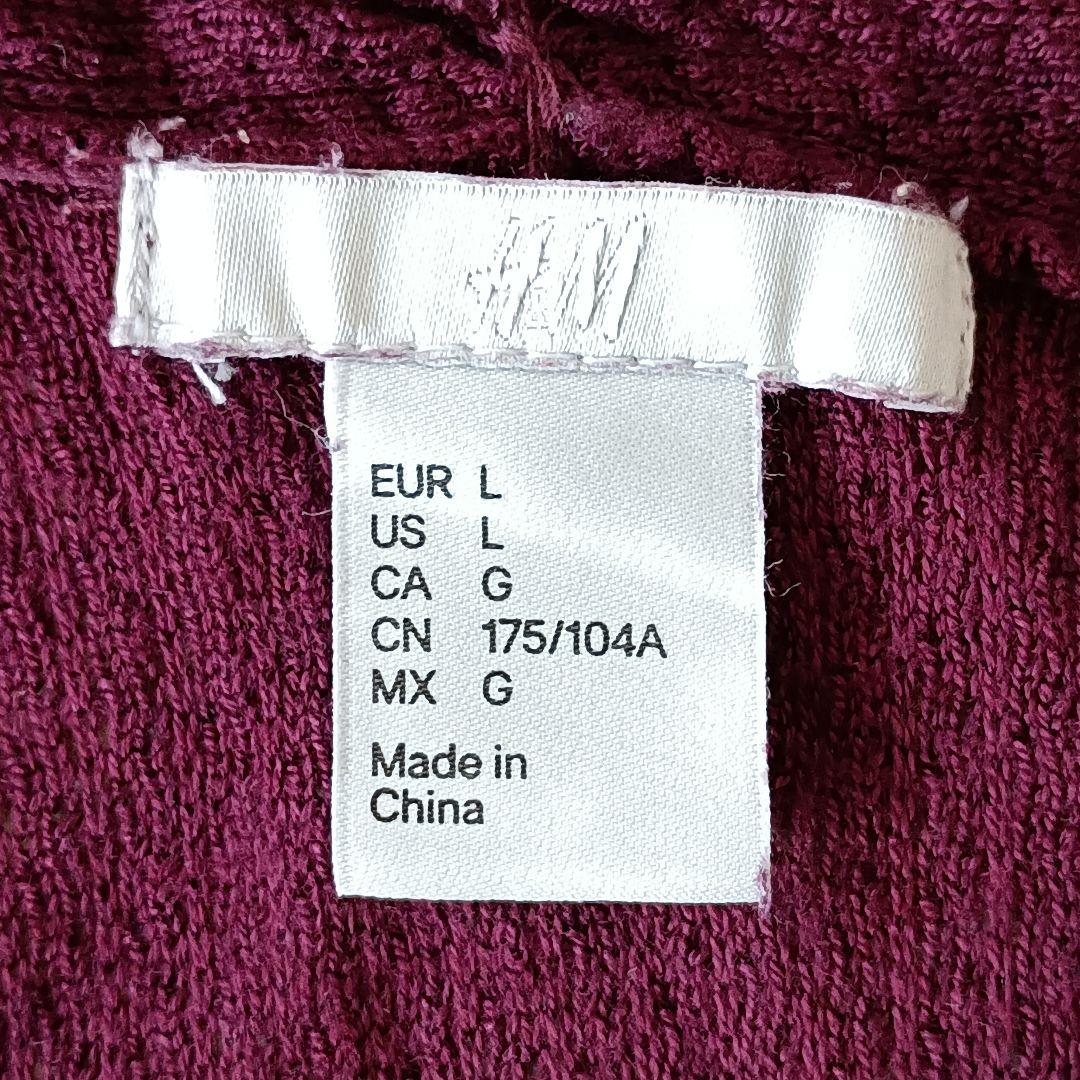 H&M
EUR L
US L
CA G
CN 175/104A
MX G
Made in
China